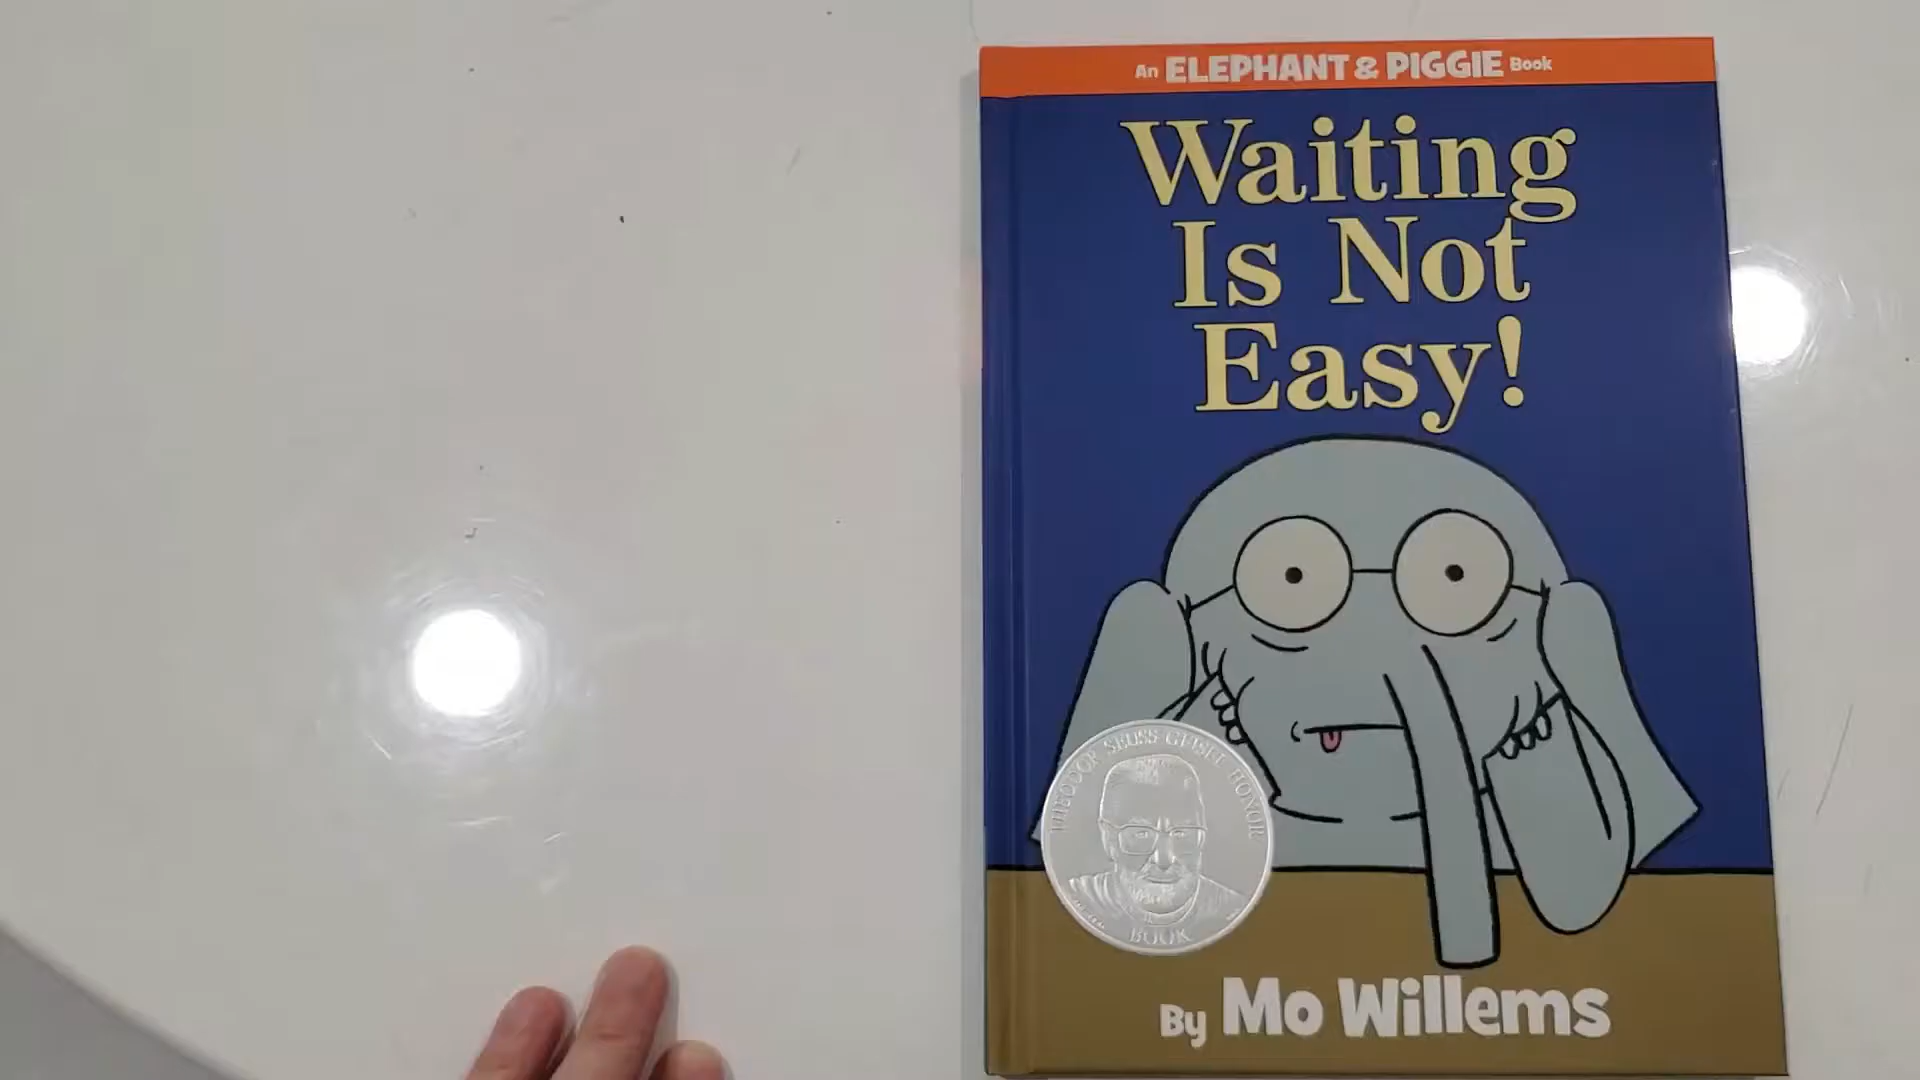 An ELEPHANT & PIGGIE Book
Waiting
Is Not
Easy!
THEODOR SEUSS GEISEL HONOR
BOOK
By Mo Willems